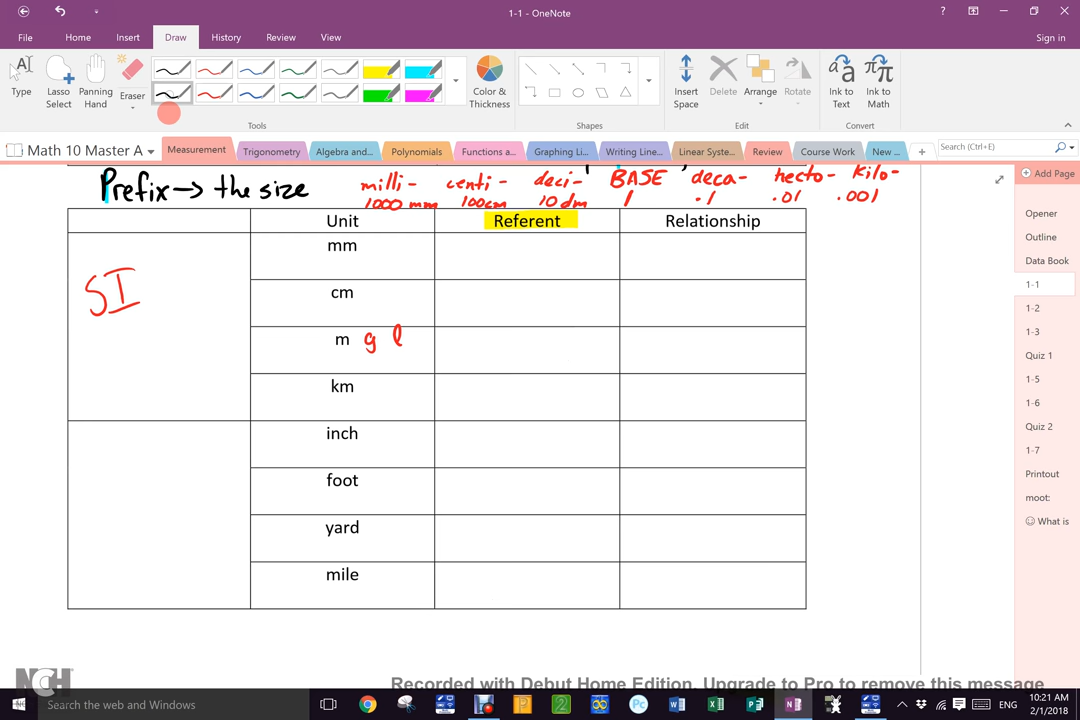 1-1 - OneNote
?
Sign in
File Home Insert Draw History Review View
Type
Lasso Select
Panning Hand
Eraser
Color & Thickness
Insert Space
Delete
Arrange
Rotate
Ink to Text
Ink to Math
Tools
Shapes
Edit
Convert
Math 10 Master A
Measurement Trigonometry Algebra and... Polynomials Functions a... Graphing Li... Writing Line... Linear Syste... Review Course Work New ... +
Search (Ctrl+E)
Prefix → the size
milli- centi- deci- BASE deca- hecto- kilo-
1000 mm 100cm 10 dm 1 .1 .01 .001
Unit Referent Relationship
SI
mm
cm
m g l
km
inch
foot
yard
mile
Add Page
Opener
Outline
Data Book
1-1
1-2
1-3
Quiz 1
1-5
1-6
Quiz 2
1-7
Printout
moot:
☺ What is
NCH
Recorded with Debut Home Edition. Upgrade to Pro to remove this message
Search the web and Windows
ENG
10:21 AM
2/1/2018